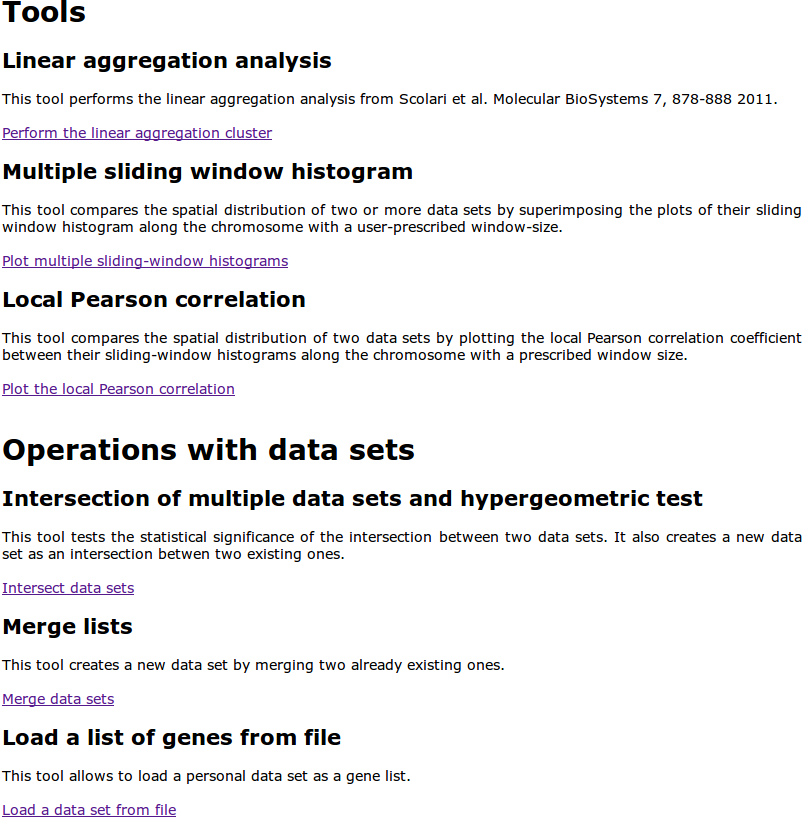 Tools
Linear aggregation analysis
This tool performs the linear aggregation analysis from Scolari et al. Molecular BioSystems 7, 878-888 2011.
Perform the linear aggregation cluster
Multiple sliding window histogram
This tool compares the spatial distribution of two or more data sets by superimposing the plots of their sliding
window histogram along the chromosome with a user-prescribed window-size.
Plot multiple sliding-window histograms
Local Pearson correlation
This tool compares the spatial distribution of two data sets by plotting the local Pearson correlation coefficient
between their sliding-window histograms along the chromosome with a prescribed window size.
Plot the local Pearson correlation
Operations with data sets
Intersection of multiple data sets and hypergeometric test
This tool tests the statistical significance of the intersection between two data sets. It also creates a new data
set as an intersection betwen two existing ones.
Intersect data sets
Merge lists
This tool creates a new data set by merging two already existing ones.
Merge data sets
Load a list of genes from file
This tool allows to load a personal data set as a gene list.
Load a data set from file